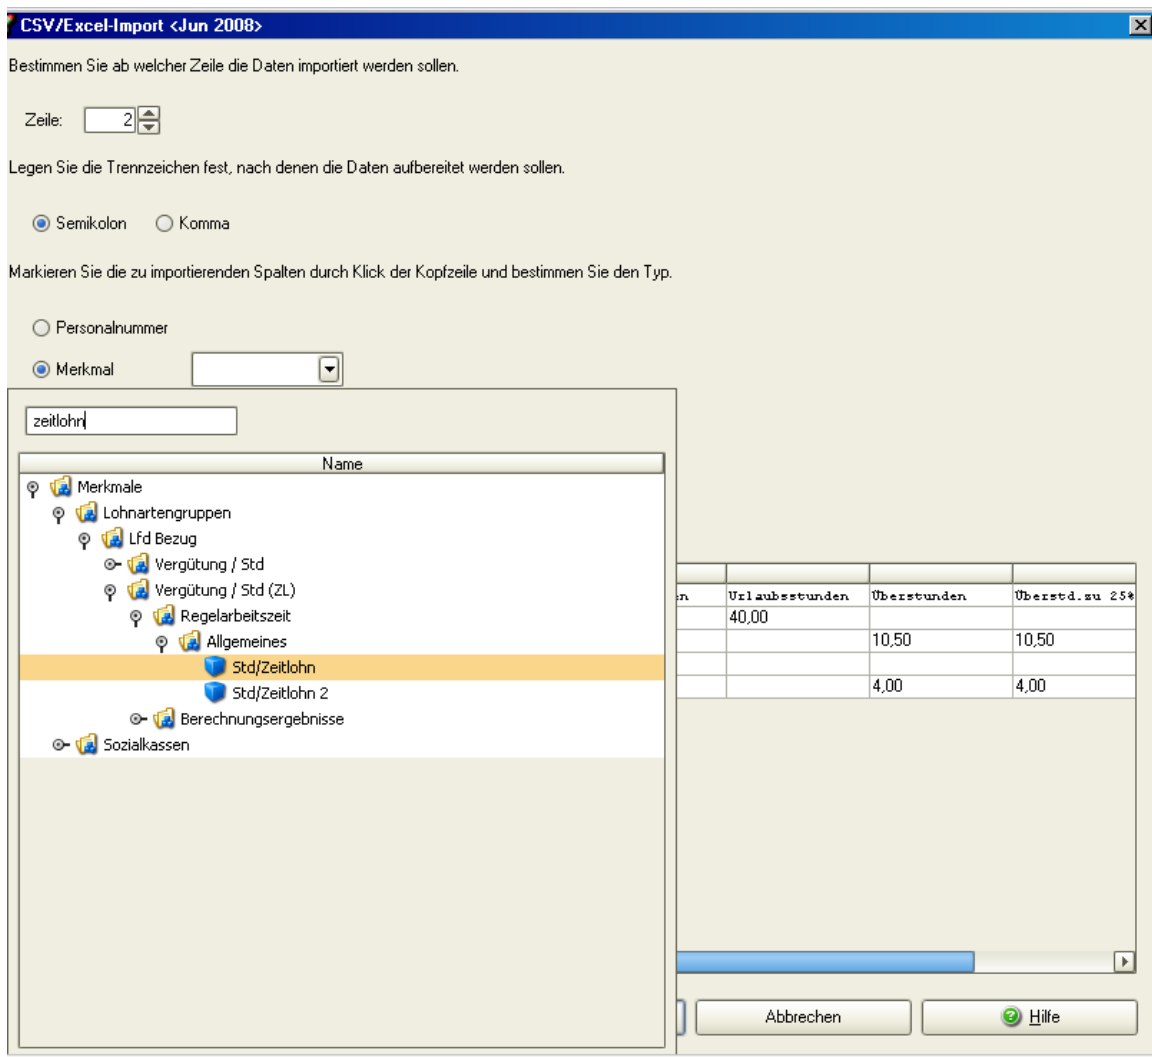 CSV/Excel-Import <Jun 2008>
Bestimmen Sie ab welcher Zeile die Daten importiert werden sollen.
Zeile: 2
Legen Sie die Trennzeichen fest, nach denen die Daten aufbereitet werden sollen.
Semikolon Komma
Markieren Sie die zu importierenden Spalten durch Klick der Kopfzeile und bestimmen Sie den Typ.
Personalnummer
Merkmal
zeitlohn
Name
Merkmale
Lohnartengruppen
Lfd Bezug
Vergütung / Std
Vergütung / Std (ZL)
Regelarbeitszeit
Allgemeines
Std/Zeitlohn
Std/Zeitlohn 2
Berechnungsergebnisse
Sozialkassen
Urlaubsstunden Überstunden Überstd.zu 25%
40,00
10,50 10,50
4,00 4,00
Abbrechen Hilfe